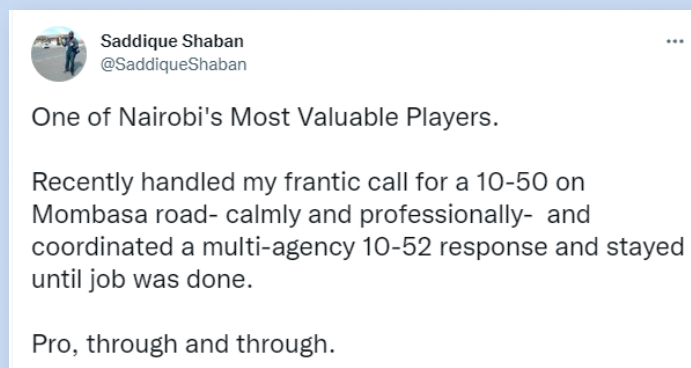 Saddique Shaban
@SaddiqueShaban
One of Nairobi's Most Valuable Players.
Recently handled my frantic call for a 10-50 on
Mombasa road- calmly and professionally-  and
coordinated a multi-agency 10-52 response and stayed
until job was done.
Pro, through and through.